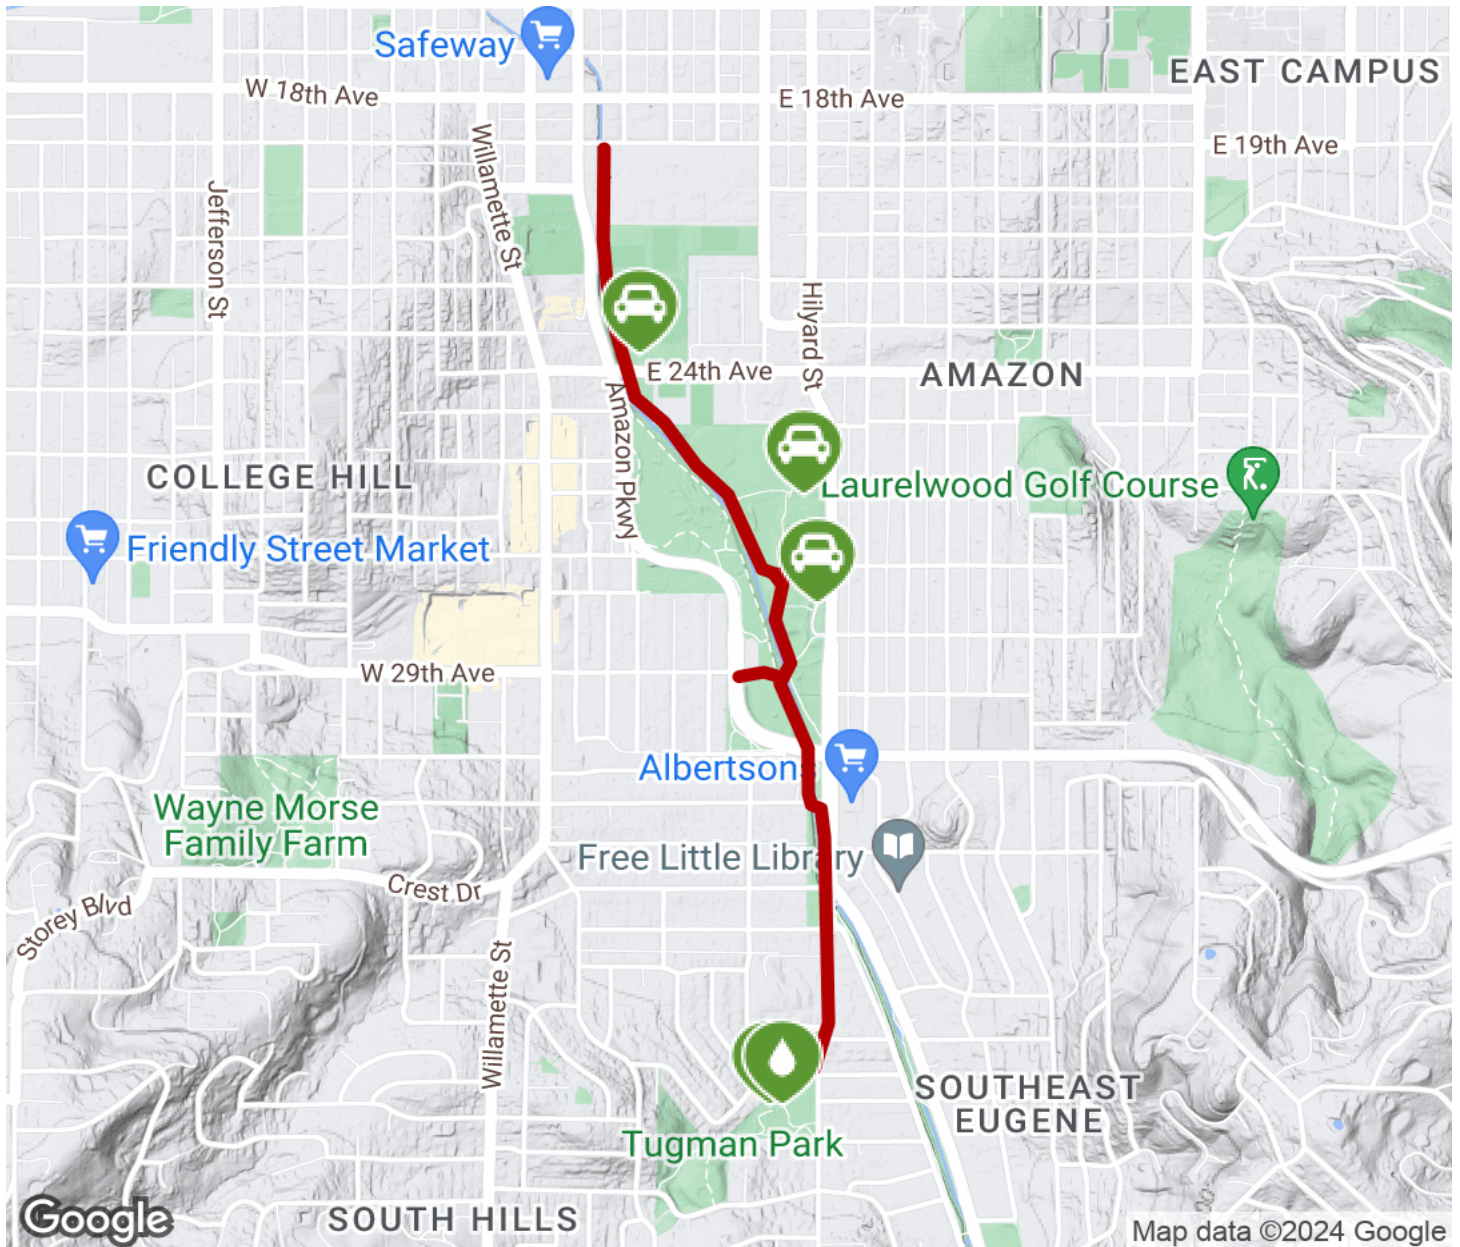 Safeway
EAST CAMPUS
W 18th Ave
E 18th Ave
E 19th Ave
Willamette St
Jefferson St
Hilyard St
E 24th Ave
AMAZON
Amazon Pkwy
COLLEGE HILL
Laurelwood Golf Course
Friendly Street Market
W 29th Ave
Albertsons
Wayne Morse
Family Farm
Free Little Library
Crest Dr
Storey Blvd
Willamette St
SOUTHEAST
EUGENE
Tugman Park
SOUTH HILLS
Google
Map data ©2024 Google